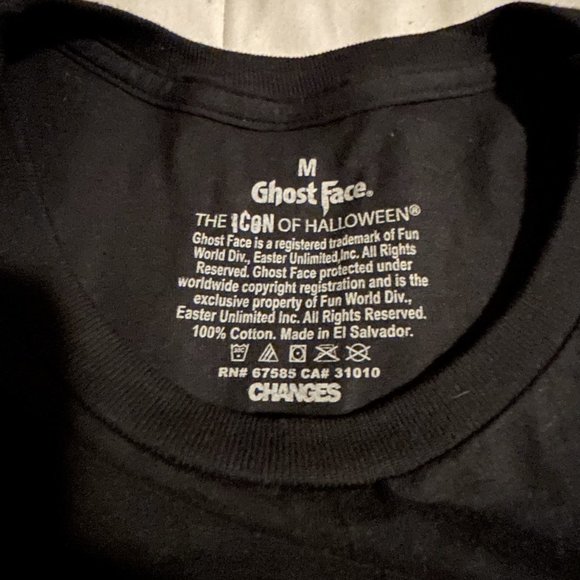 M
Ghost Face®
THE ICON OF HALLOWEEN®
Ghost Face is a registered trademark of Fun
World Div., Easter Unlimited,Inc. All Rights
Reserved. Ghost Face protected under
worldwide copyright registration and is the
exclusive property of Fun World Div.,
Easter Unlimited Inc. All Rights Reserved.
100% Cotton. Made in El Salvador.
RN# 67585 CA# 31010
CHANGES